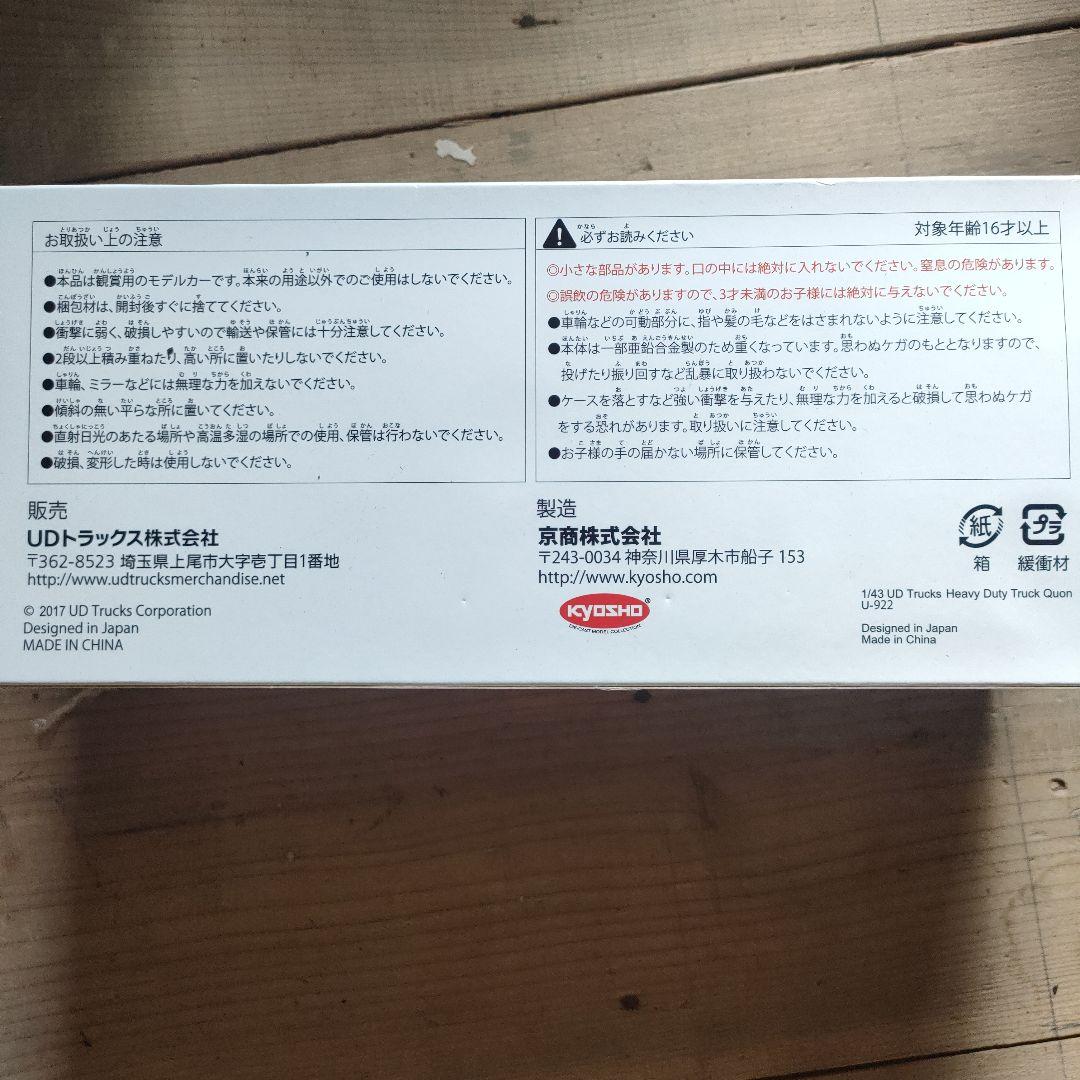 お取扱い上の注意
●本品は観賞用のモデルカーです。本来の用途以外でのご使用はしないでください。
●梱包材は、開封後すぐに捨ててください。
●衝撃に弱く、破損しやすいので輸送や保管には十分注意してください。
●2段以上積み重ねたり、高い所に置いたりしないでください。
●車輪、ミラーなどには無理な力を加えないでください。
●傾斜の無い平らな所に置いてください。
●直射日光のあたる場所や高温多湿の場所での使用、保管は行わないでください。
●破損、変形した時は使用しないでください。
必ずお読みください
対象年齢16才以上
◎小さな部品があります。口の中には絶対に入れないでください。窒息の危険があります。
◎誤飲の危険がありますので、3才未満のお子様には絶対に与えないでください。
●車輪などの可動部分に、指や髪の毛などをはさまれないように注意してください。
●本体は一部亜鉛合金製のため重くなっています。思わぬケガのもととなりますので、
投げたり振り回すなど乱暴に取り扱わないでください。
●ケースを落とすなど強い衝撃を与えたり、無理な力を加えると破損して思わぬケガ
をする恐れがあります。取り扱いに注意してください。
●お子様の手の届かない場所に保管してください。
販売
UDトラックス株式会社
〒362-8523 埼玉県上尾市大字壱丁目1番地
http://www.udtrucksmerchandise.net
© 2017 UD Trucks Corporation
Designed in Japan
MADE IN CHINA
製造
京商株式会社
〒243-0034 神奈川県厚木市船子 153
http://www.kyosho.com
KYOSHO®
DIE-CAST MODEL COLLECTION
紙
箱
プラ
緩衝材
1/43 UD Trucks Heavy Duty Truck Quon
U-922
Designed in Japan
Made in China